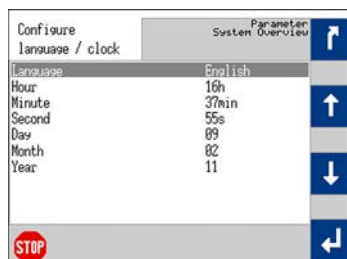 Configure
language / clock
Parameter
System Overview
Language English
Hour 16h
Minute 37min
Second 55s
Day 09
Month 02
Year 11
STOP